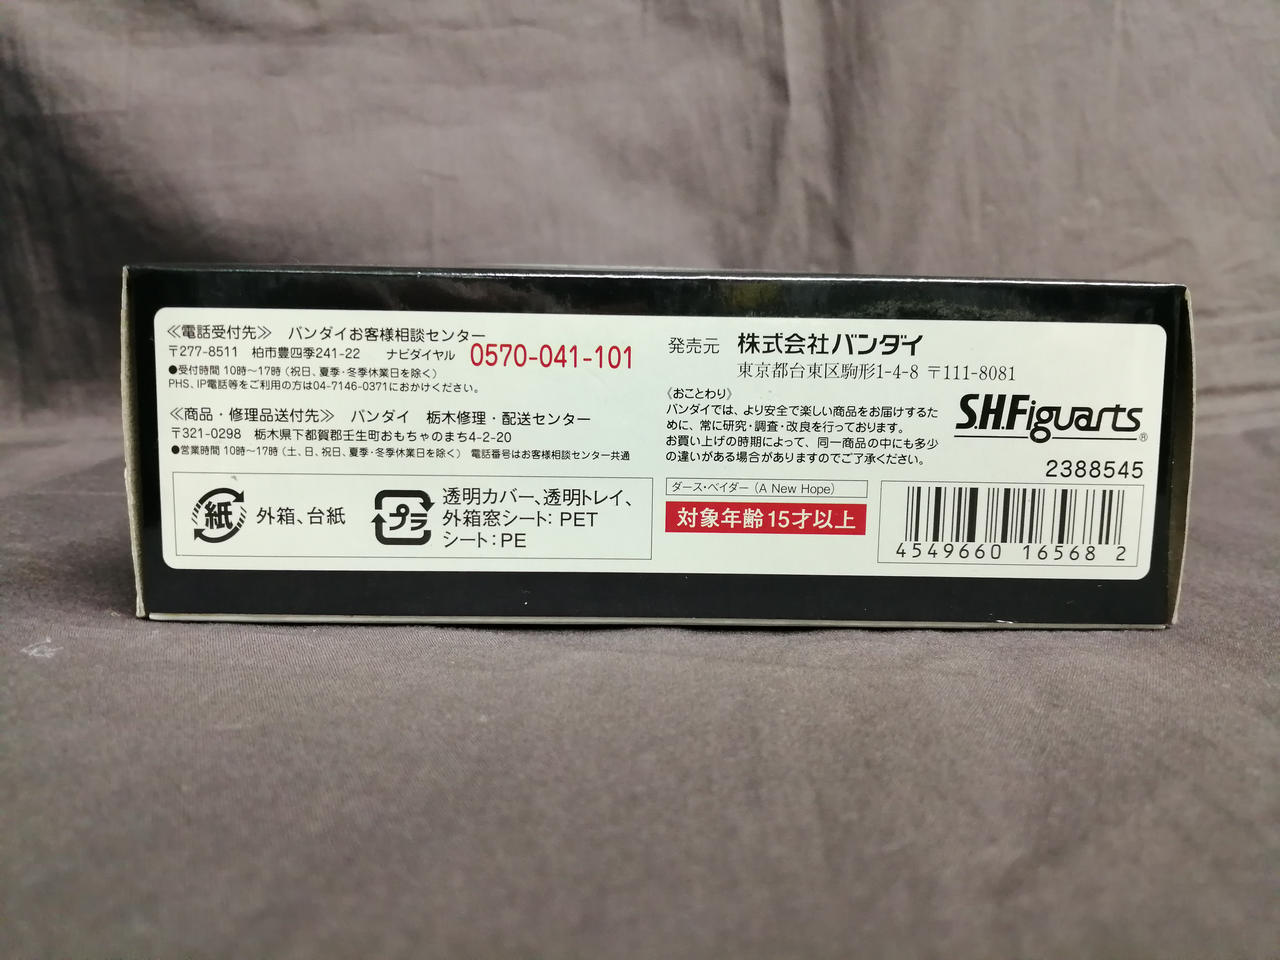 ≪電話受付先≫ バンダイお客様相談センター
〒277-8511 柏市豊四季241-22 ナビダイヤル 0570-041-101
●受付時間 10時〜17時(祝日、夏季・冬季休業日を除く)
PHS、IP電話等をご利用の方は04-7146-0371におかけください。
≪商品・修理品送付先≫ バンダイ 栃木修理・配送センター
〒321-0298 栃木県下都賀郡壬生町おもちゃのまち4-2-20
●営業時間 10時〜17時(土、日、祝日、夏季・冬季休業日を除く) 電話番号はお客様相談センター共通
紙 外箱、台紙
プラ 透明カバー、透明トレイ、
外箱窓シート:PET
シート:PE
発売元 株式会社バンダイ
東京都台東区駒形1-4-8 〒111-8081
《おことわり》
バンダイでは、より安全で楽しい商品をお届けするた
めに、常に研究・調査・改良を行っております。
お買い上げの時期によって、同一商品の中にも多少
の違いがある場合がありますのでご了承ください。
S.H.Figuarts®
2388545
ダース・ベイダー (A New Hope)
対象年齢15才以上
4549660 16568 2